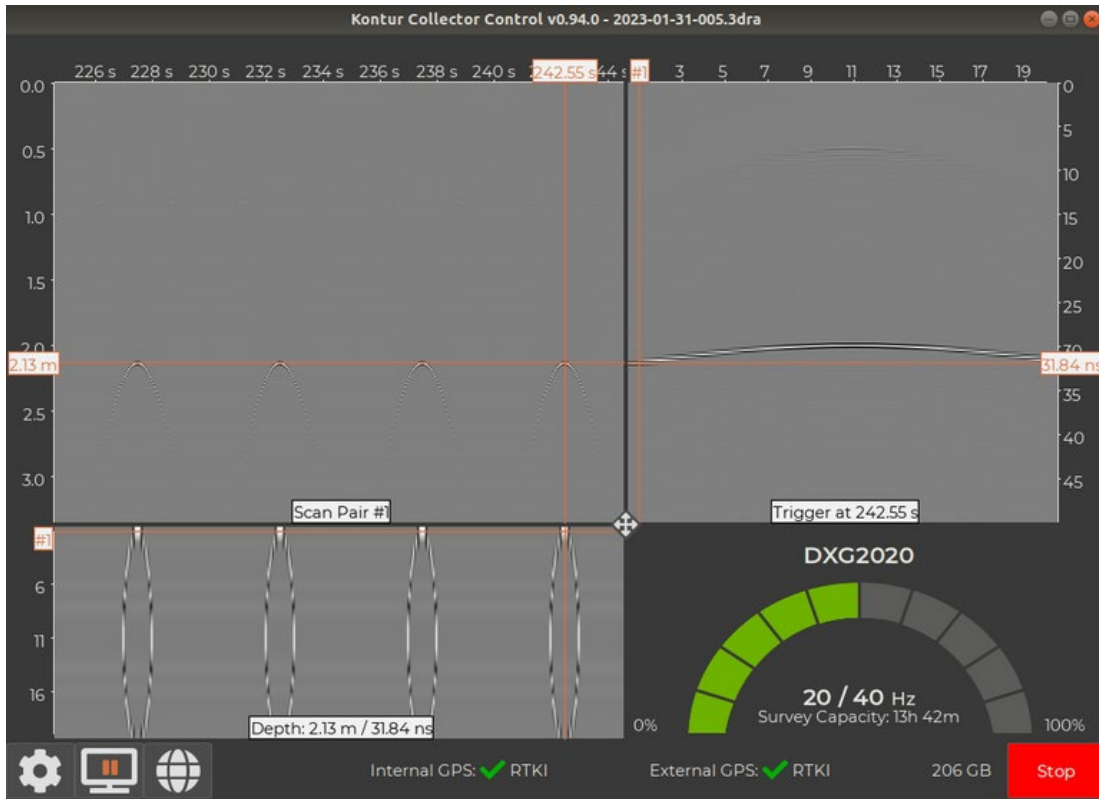 Kontur Collector Control v0.94.0 - 2023-01-31-005.3dra
226 s 228 s 230 s 232 s 234 s 236 s 238 s 240 s 242.55 s 44 s #1 3 5 7 9 11 13 15 17 19
0.0 0
0.5 5
10
1.0 15
20
1.5 25
2.0 30
2.13 m 31.84 ns
35
2.5 40
3.0 45
Scan Pair #1 Trigger at 242.55 s
#1
6
11
16
Depth: 2.13 m / 31.84 ns
DXG2020
20 / 40 Hz
Survey Capacity: 13h 42m
0% 100%
Internal GPS: RTKI External GPS: RTKI 206 GB Stop